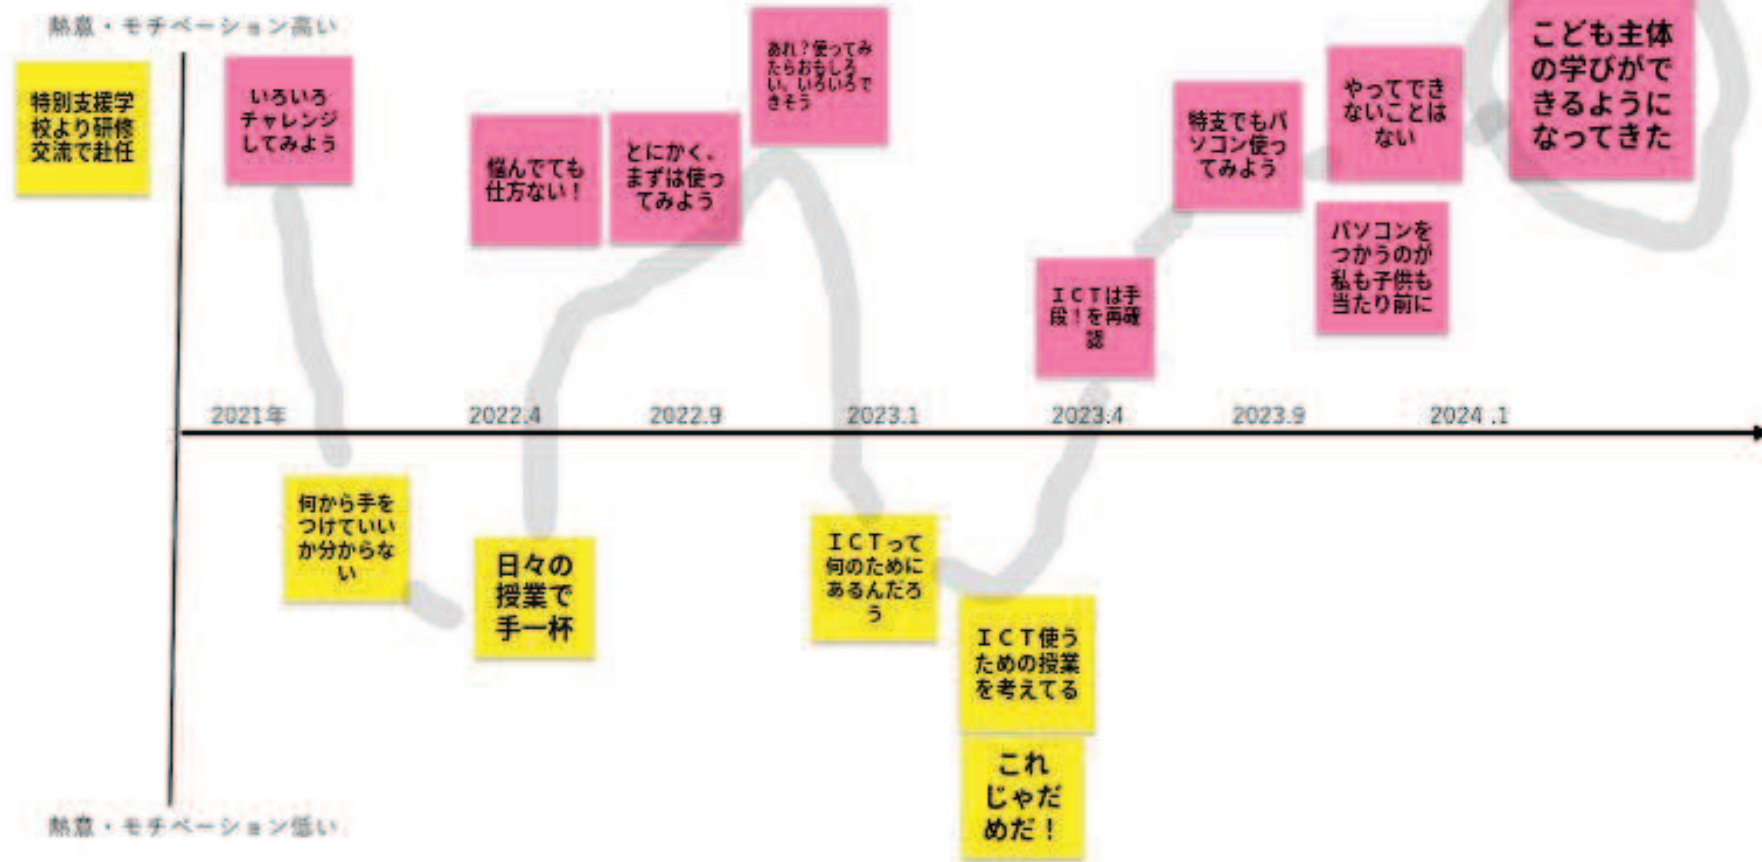 熱意・モチベーション高い
特別支援学
校より研修
交流で赴任
いろいろ
チャレンジ
してみよう
悩んでても
仕方ない！
とにかく、
まずは使っ
てみよう
あれ？使ってみ
たらおもしろ
い。いろいろで
きそう
ＩＣＴは手
段！を再確
認
特支でもパ
ソコン使っ
てみよう
やってでき
ないことは
ない
パソコンを
つかうのが
私も子供も
当たり前に
こども主体
の学びがで
きるように
なってきた
2021年
2022.4
2022.9
2023.1
2023.4
2023.9
2024 .1
何から手を
つけていい
か分からな
い
日々の
授業で
手一杯
ＩＣＴって
何のために
あるんだろ
う
ＩＣＴ使う
ための授業
を考えてる
これ
じゃだ
めだ！
熱意・モチベーション低い